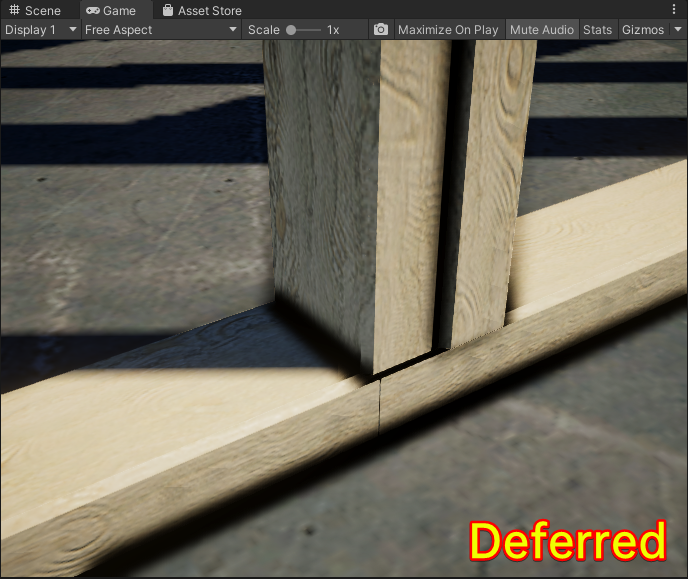 Scene Game Asset Store
Display 1 Free Aspect Scale 1x Maximize On Play Mute Audio Stats Gizmos
Deferred